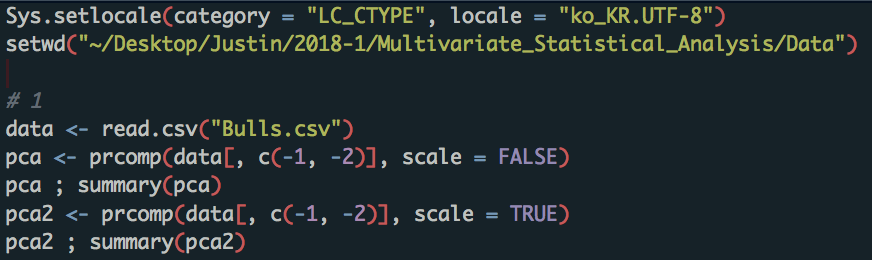 Sys.setlocale(category = "LC_CTYPE", locale = "ko_KR.UTF-8")
setwd("~/Desktop/Justin/2018-1/Multivariate_Statistical_Analysis/Data")
# 1
data <- read.csv("Bulls.csv")
pca <- prcomp(data[, c(-1, -2)], scale = FALSE)
pca ; summary(pca)
pca2 <- prcomp(data[, c(-1, -2)], scale = TRUE)
pca2 ; summary(pca2)